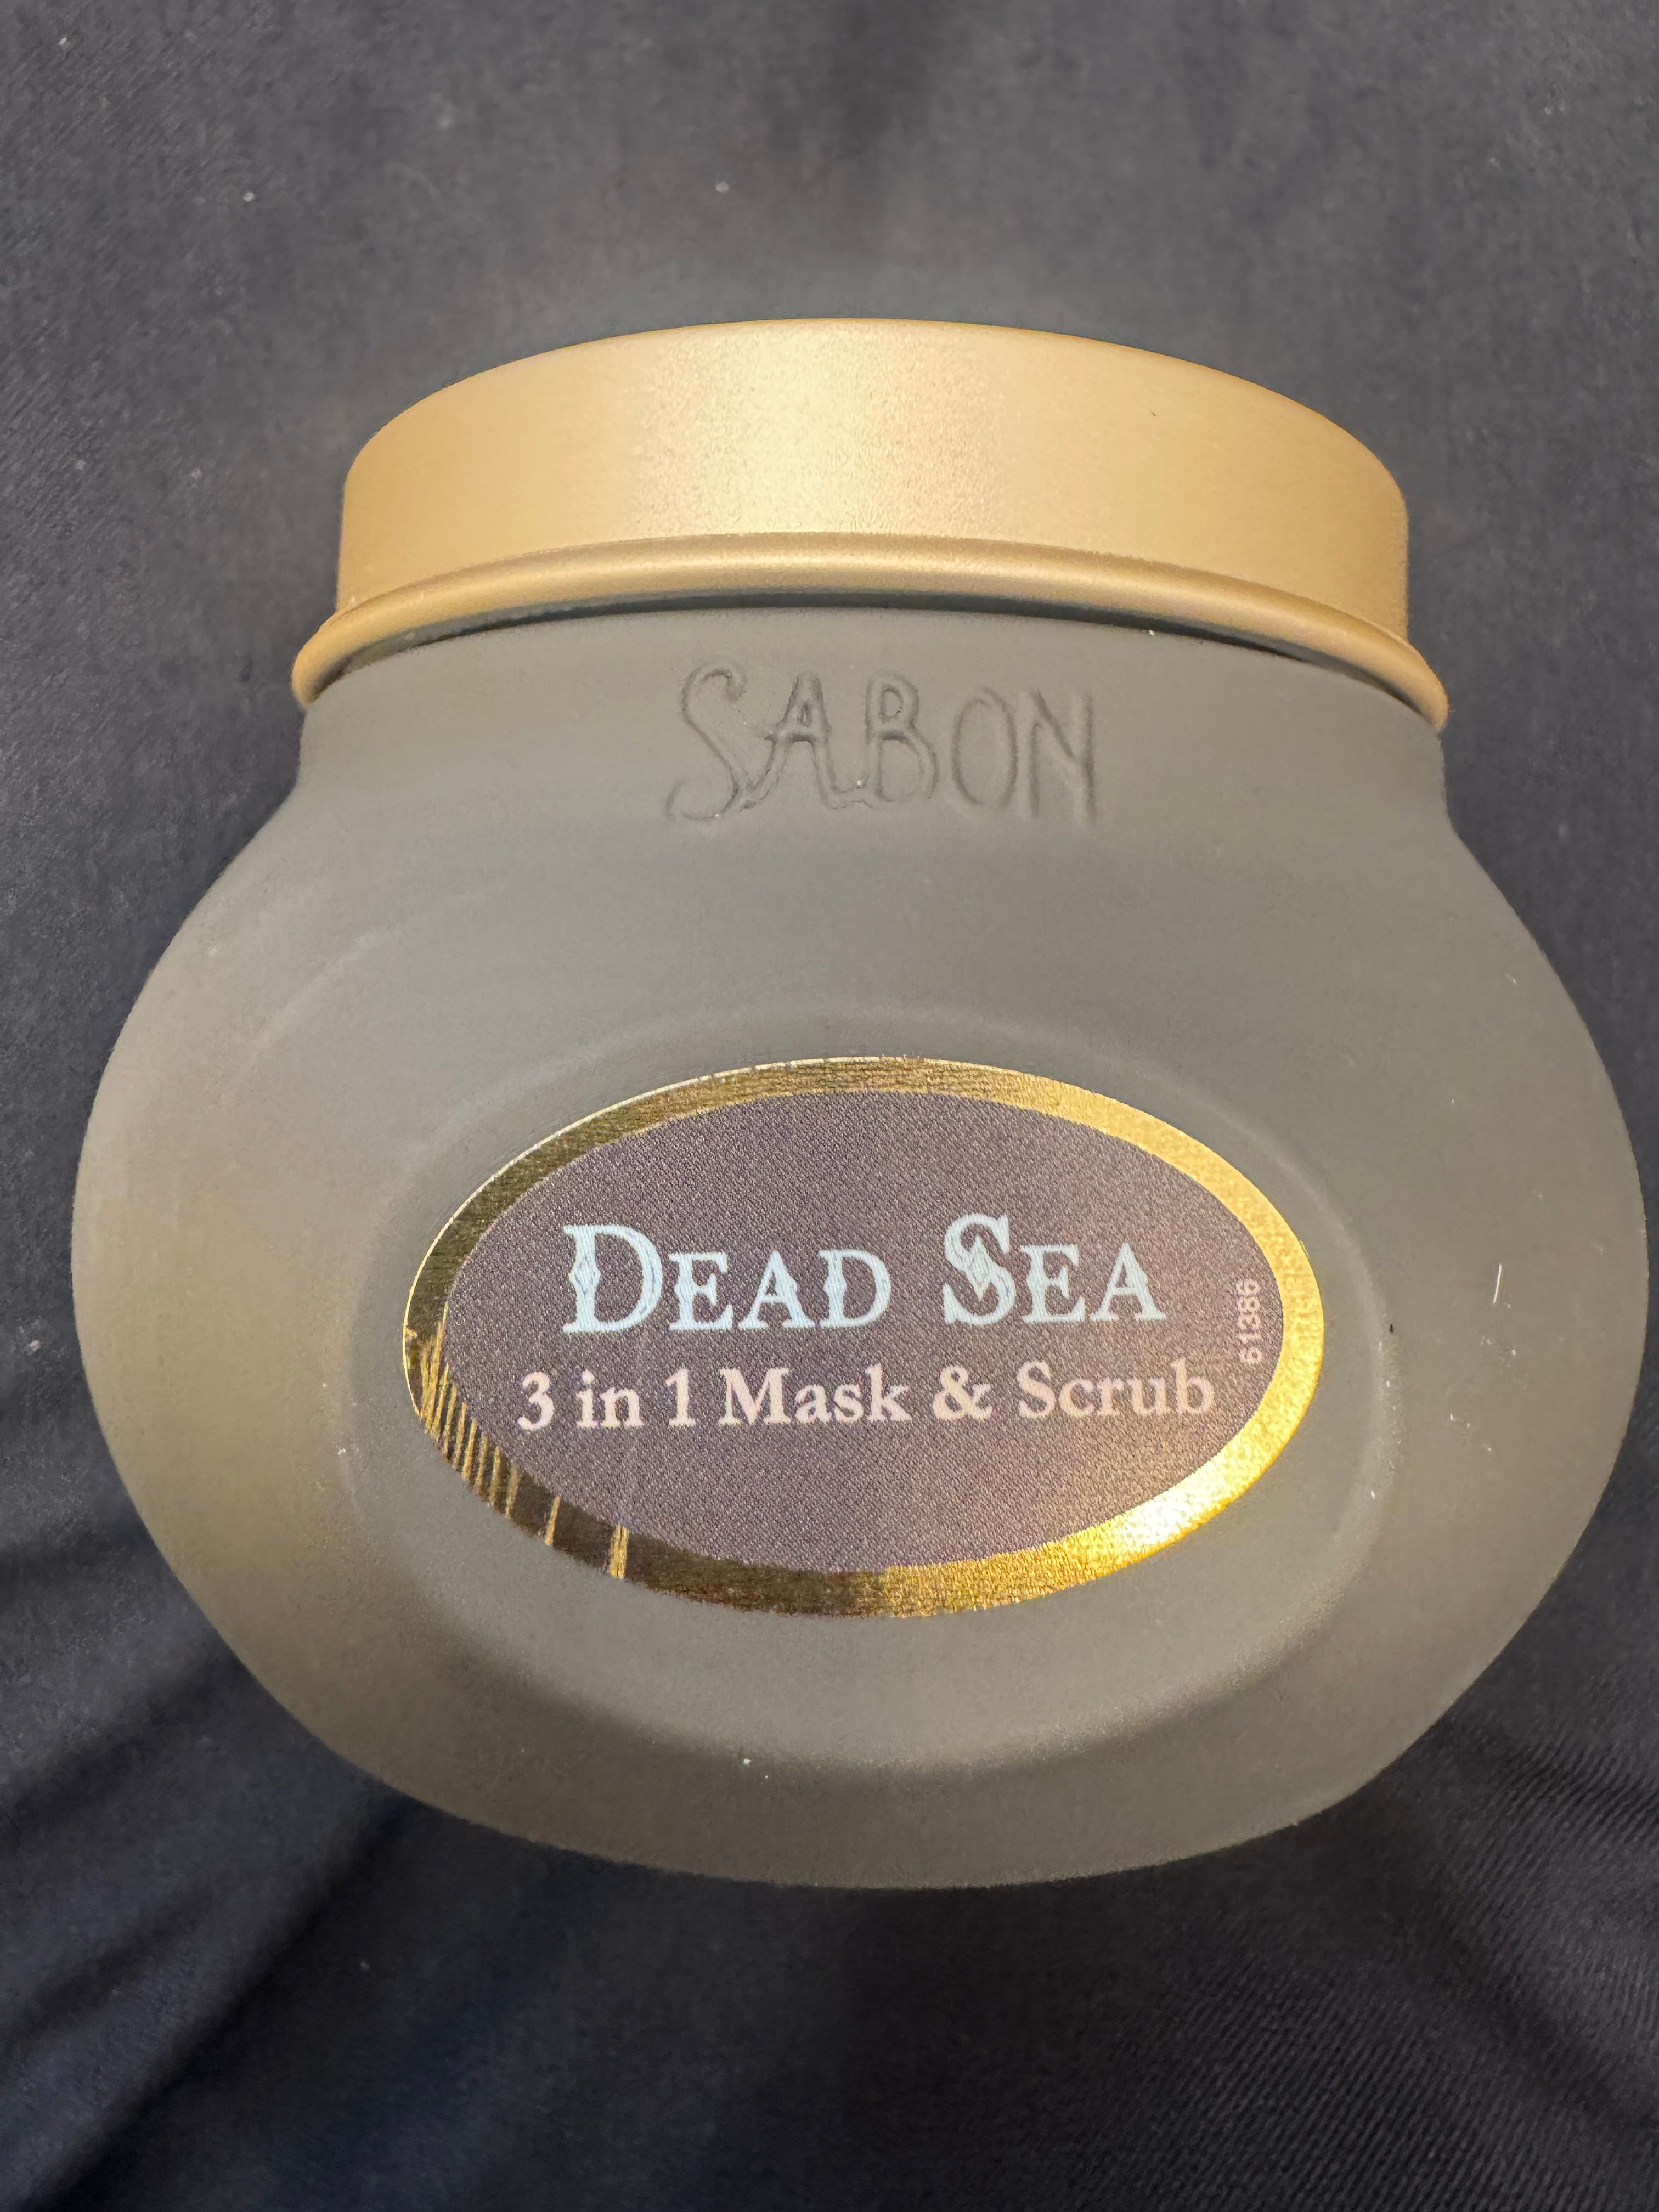 SABON
DEAD SEA
3 in 1 Mask & Scrub
61386